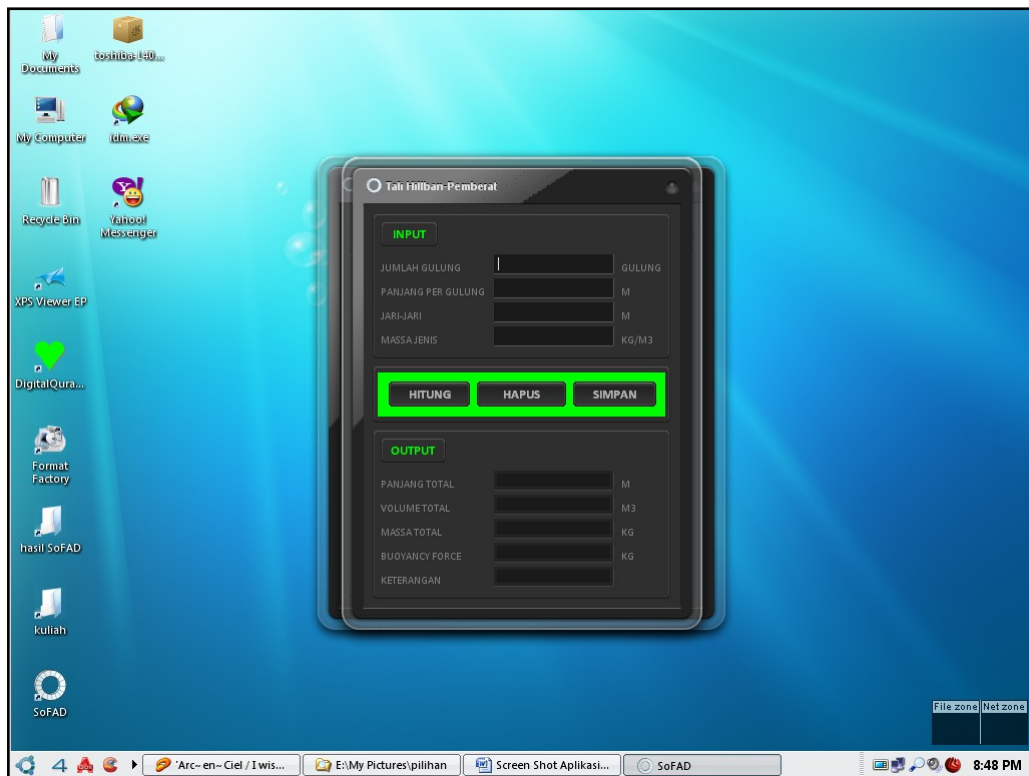 My Documents
toshiba-l40...
My Computer
idm.exe
Recycle Bin
Yahoo! Messenger
XPS Viewer EP
DigitalQura...
Format Factory
hasil SoFAD
kuliah
SoFAD
Tali Hillban-Pemberat
INPUT
JUMLAH GULUNG GULUNG
PANJANG PER GULUNG M
JARI-JARI M
MASSA JENIS KG/M3
HITUNG HAPUS SIMPAN
OUTPUT
PANJANG TOTAL M
VOLUME TOTAL M3
MASSA TOTAL KG
BUOYANCY FORCE KG
KETERANGAN
File zone Net zone
4 'Arc~ en~ Ciel / I wis... E:\My Pictures\pilihan Screen Shot Aplikasi... SoFAD 8:48 PM